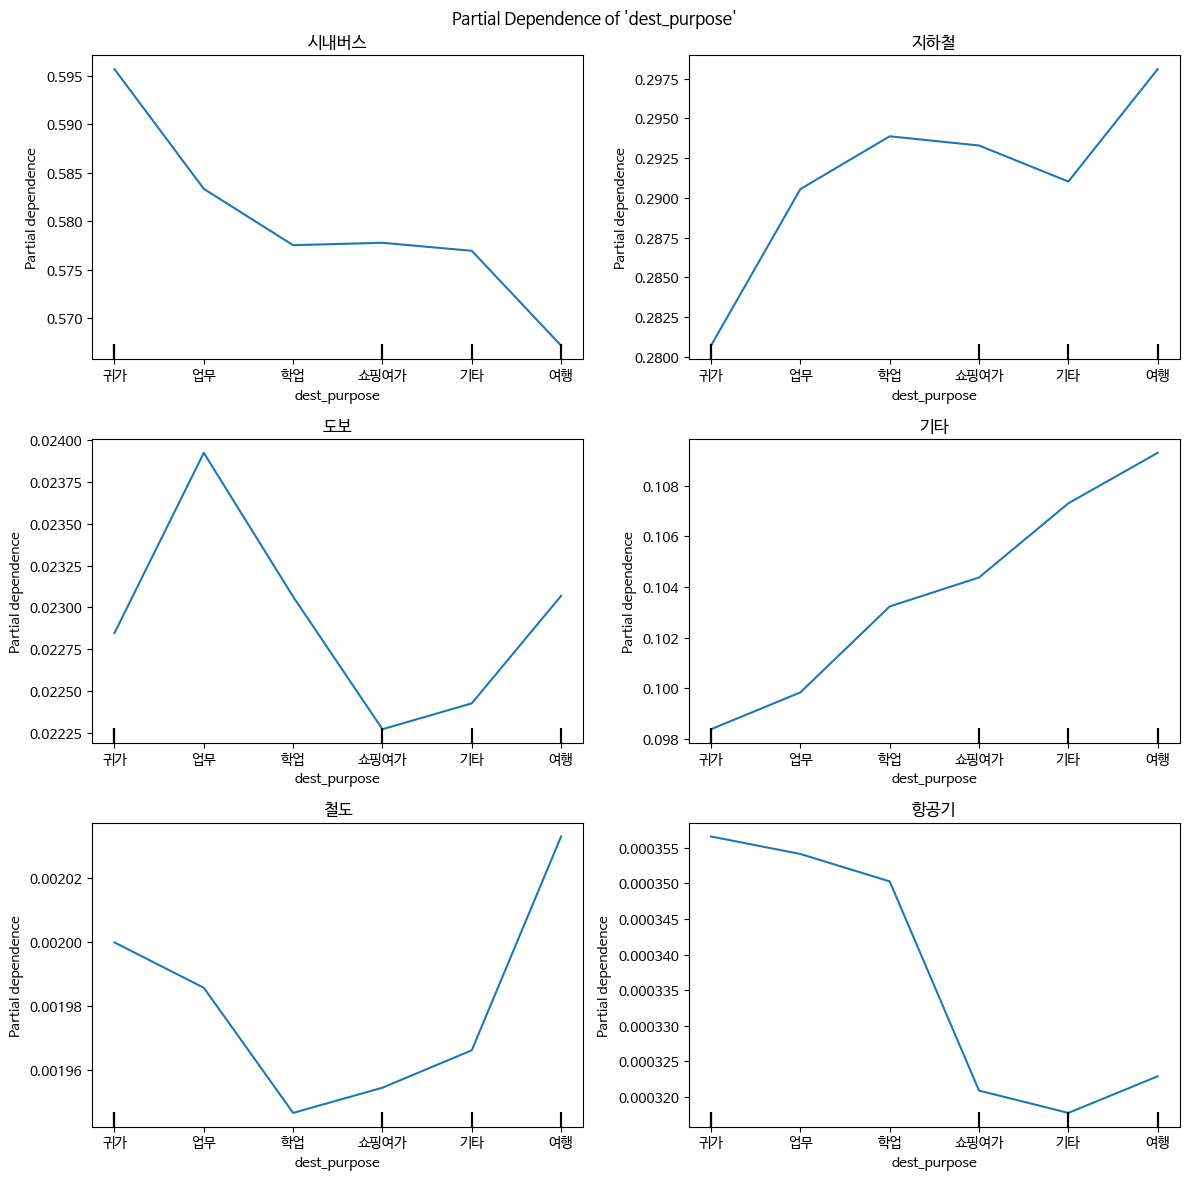 Partial Dependence of 'dest_purpose'
시내버스
Partial dependence
0.595
0.590
0.585
0.580
0.575
0.570
귀가 업무 학업 쇼핑여가 기타 여행
dest_purpose
지하철
Partial dependence
0.2975
0.2950
0.2925
0.2900
0.2875
0.2850
0.2825
0.2800
귀가 업무 학업 쇼핑여가 기타 여행
dest_purpose
도보
Partial dependence
0.02400
0.02375
0.02350
0.02325
0.02300
0.02275
0.02250
0.02225
귀가 업무 학업 쇼핑여가 기타 여행
dest_purpose
기타
Partial dependence
0.108
0.106
0.104
0.102
0.100
0.098
귀가 업무 학업 쇼핑여가 기타 여행
dest_purpose
철도
Partial dependence
0.00202
0.00200
0.00198
0.00196
귀가 업무 학업 쇼핑여가 기타 여행
dest_purpose
항공기
Partial dependence
0.000355
0.000350
0.000345
0.000340
0.000335
0.000330
0.000325
0.000320
귀가 업무 학업 쇼핑여가 기타 여행
dest_purpose